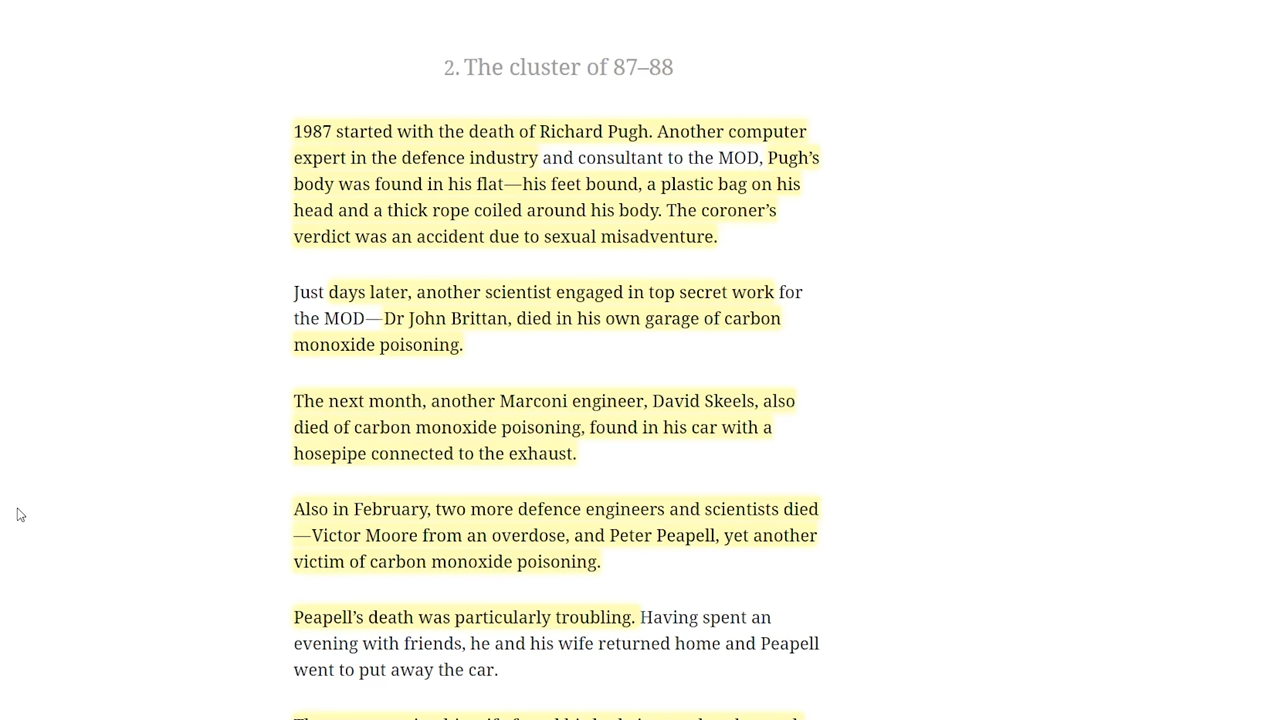 2. The cluster of 87–88
1987 started with the death of Richard Pugh. Another computer
expert in the defence industry and consultant to the MOD, Pugh’s
body was found in his flat—his feet bound, a plastic bag on his
head and a thick rope coiled around his body. The coroner’s
verdict was an accident due to sexual misadventure.
Just days later, another scientist engaged in top secret work for
the MOD—Dr John Brittan, died in his own garage of carbon
monoxide poisoning.
The next month, another Marconi engineer, David Skeels, also
died of carbon monoxide poisoning, found in his car with a
hosepipe connected to the exhaust.
Also in February, two more defence engineers and scientists died
—Victor Moore from an overdose, and Peter Peapell, yet another
victim of carbon monoxide poisoning.
Peapell’s death was particularly troubling. Having spent an
evening with friends, he and his wife returned home and Peapell
went to put away the car.